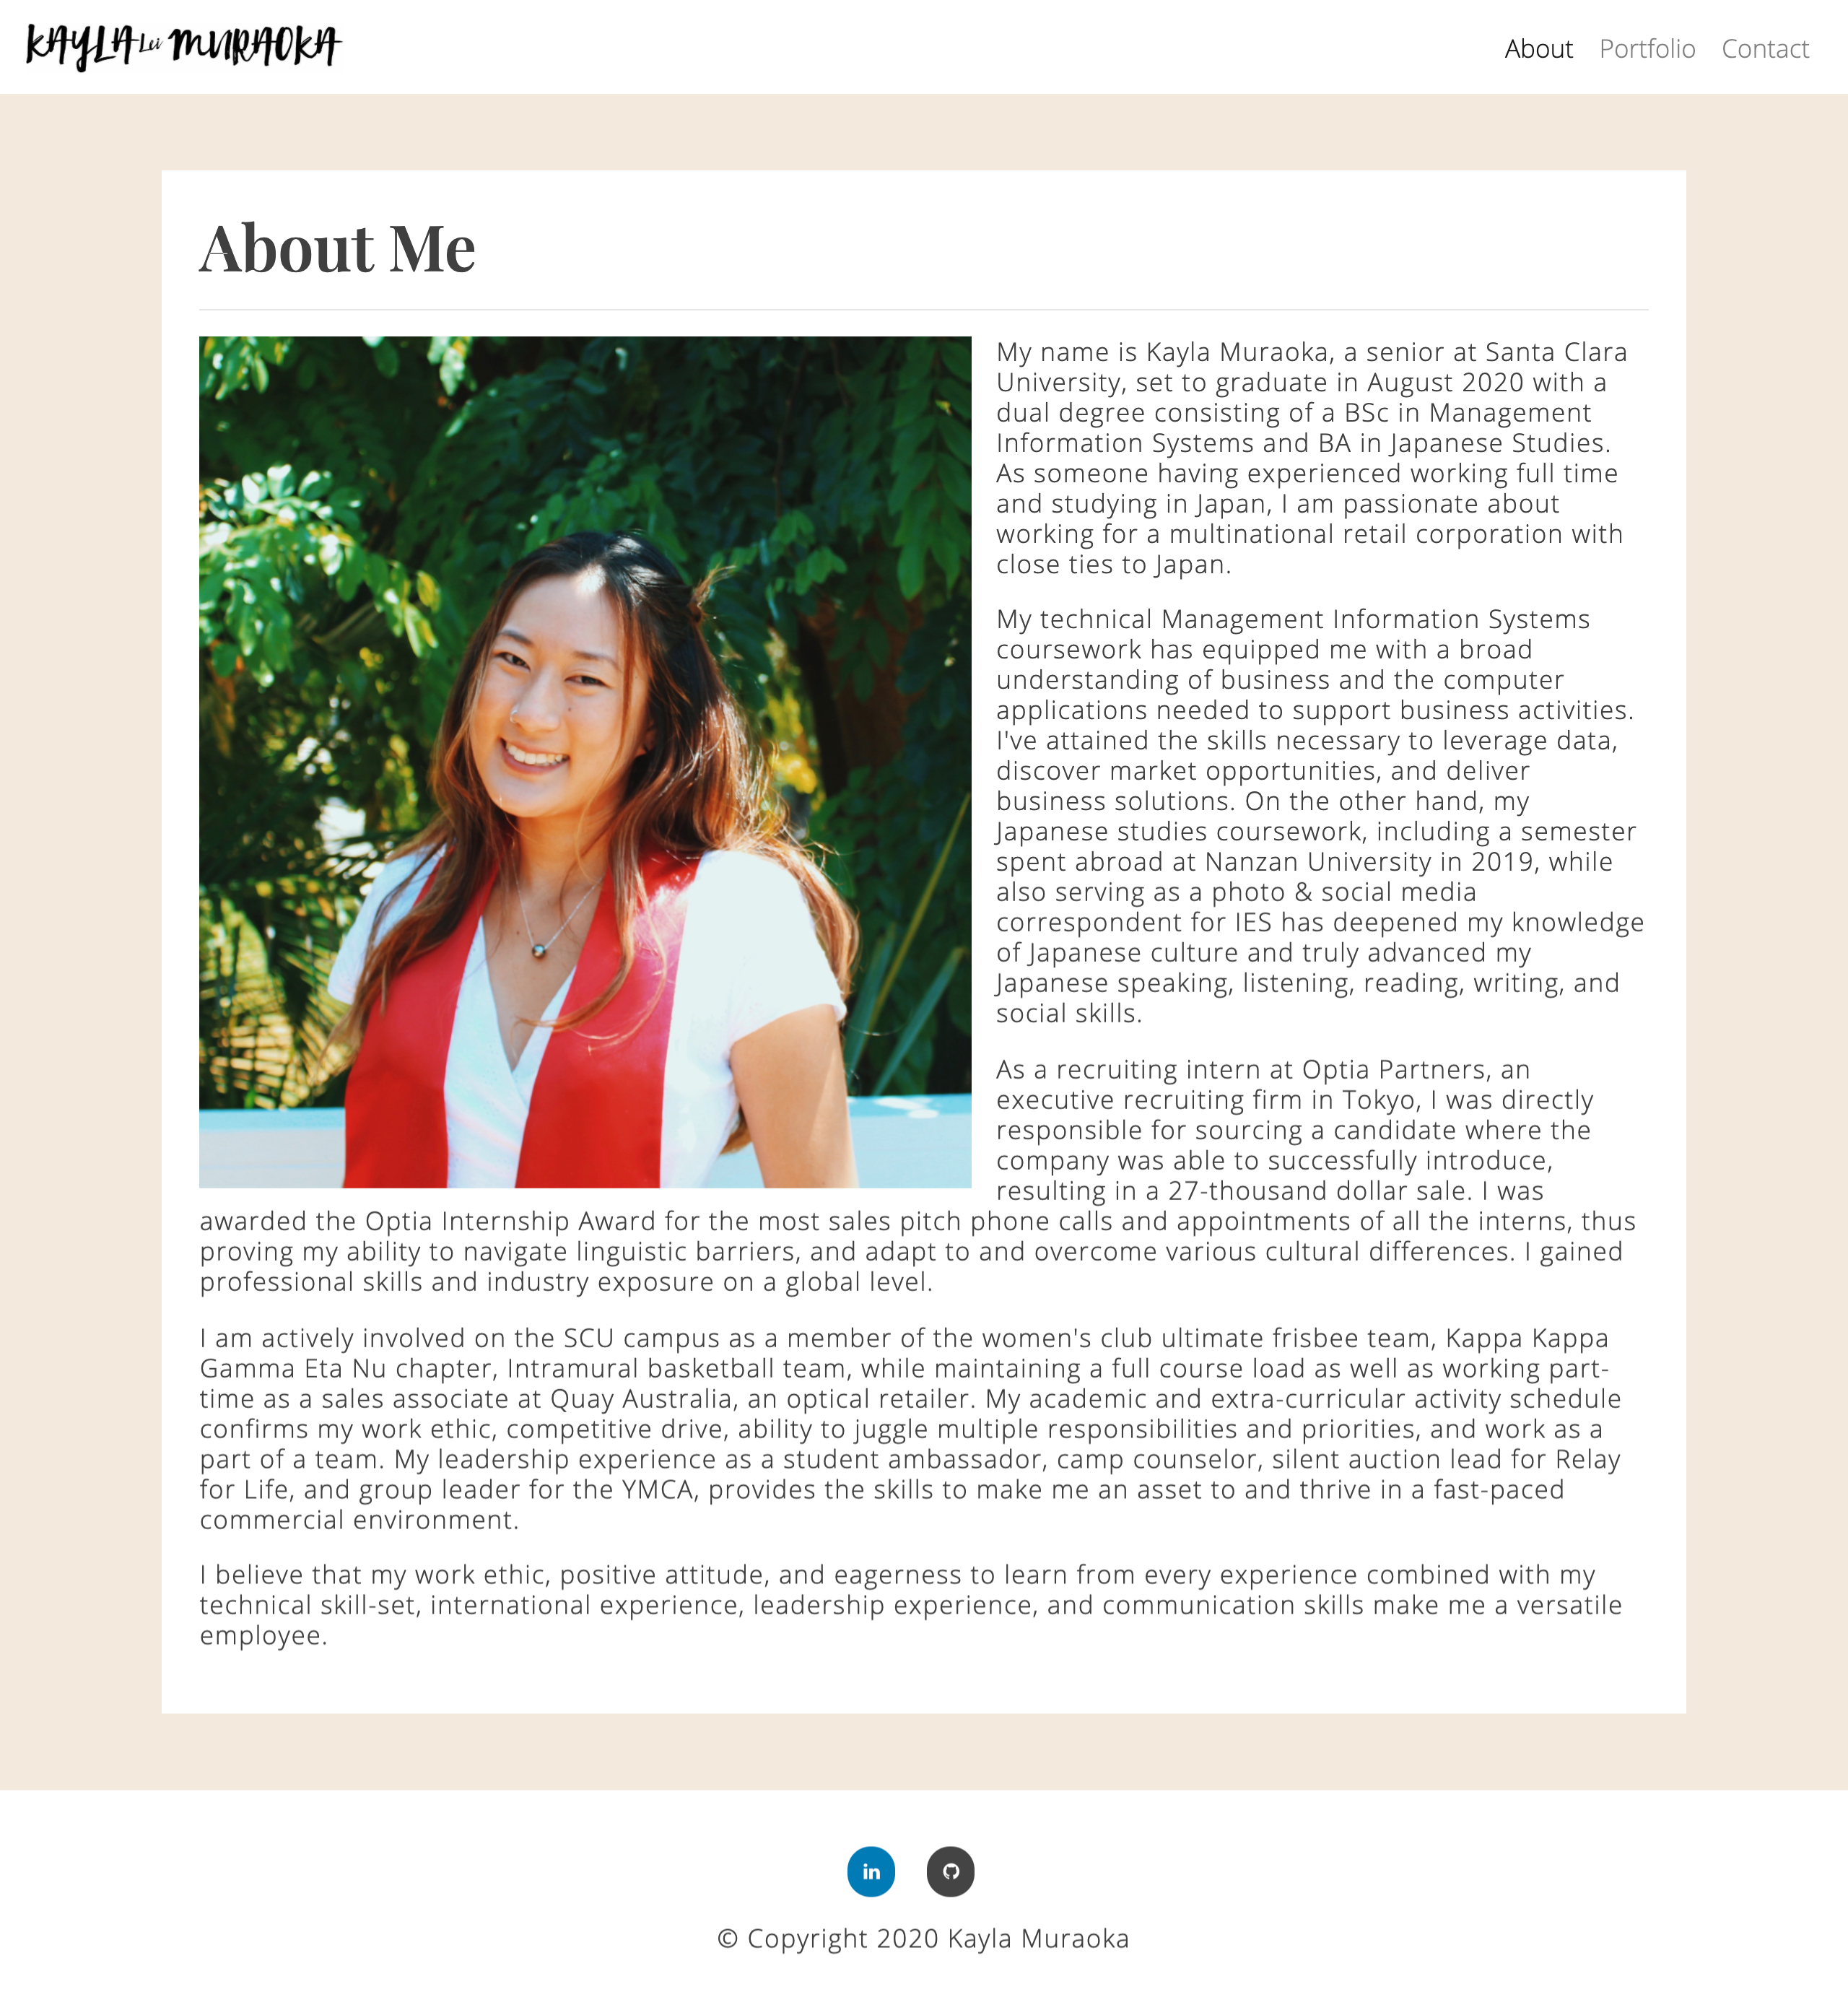 KAYLA Lei MURAOKA
About Portfolio Contact
About Me
My name is Kayla Muraoka, a senior at Santa Clara
University, set to graduate in August 2020 with a
dual degree consisting of a BSc in Management
Information Systems and BA in Japanese Studies.
As someone having experienced working full time
and studying in Japan, I am passionate about
working for a multinational retail corporation with
close ties to Japan.
My technical Management Information Systems
coursework has equipped me with a broad
understanding of business and the computer
applications needed to support business activities.
I've attained the skills necessary to leverage data,
discover market opportunities, and deliver
business solutions. On the other hand, my
Japanese studies coursework, including a semester
spent abroad at Nanzan University in 2019, while
also serving as a photo & social media
correspondent for IES has deepened my knowledge
of Japanese culture and truly advanced my
Japanese speaking, listening, reading, writing, and
social skills.
As a recruiting intern at Optia Partners, an
executive recruiting firm in Tokyo, I was directly
responsible for sourcing a candidate where the
company was able to successfully introduce,
resulting in a 27-thousand dollar sale. I was
awarded the Optia Internship Award for the most sales pitch phone calls and appointments of all the interns, thus
proving my ability to navigate linguistic barriers, and adapt to and overcome various cultural differences. I gained
professional skills and industry exposure on a global level.
I am actively involved on the SCU campus as a member of the women's club ultimate frisbee team, Kappa Kappa
Gamma Eta Nu chapter, Intramural basketball team, while maintaining a full course load as well as working part-
time as a sales associate at Quay Australia, an optical retailer. My academic and extra-curricular activity schedule
confirms my work ethic, competitive drive, ability to juggle multiple responsibilities and priorities, and work as a
part of a team. My leadership experience as a student ambassador, camp counselor, silent auction lead for Relay
for Life, and group leader for the YMCA, provides the skills to make me an asset to and thrive in a fast-paced
commercial environment.
I believe that my work ethic, positive attitude, and eagerness to learn from every experience combined with my
technical skill-set, international experience, leadership experience, and communication skills make me a versatile
employee.
in
© Copyright 2020 Kayla Muraoka